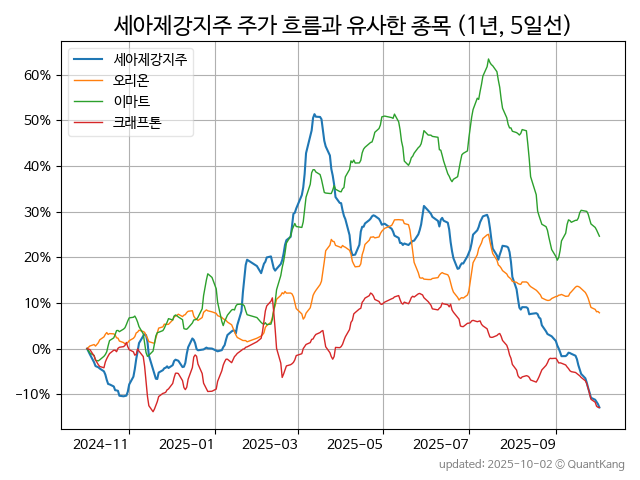 세아제강지주 주가 흐름과 유사한 종목 (1년, 5일선)
세아제강지주
오리온
이마트
크래프톤
60%
50%
40%
30%
20%
10%
0%
−10%
2024-11
2025-01
2025-03
2025-05
2025-07
2025-09
updated: 2025-10-02 © QuantKang